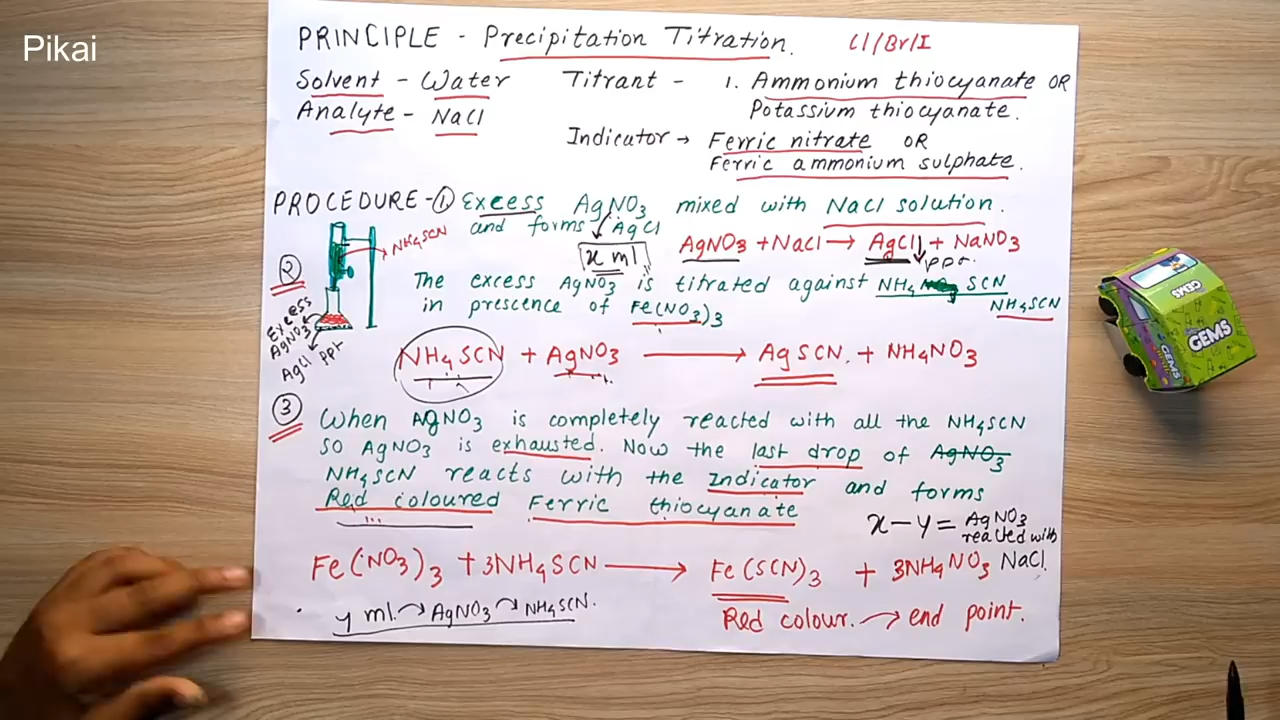 Pikai
PRINCIPLE - Precipitation Titration. Cl/Br/I
Solvent - Water
Analyte - NaCl
Titrant - 1. Ammonium thiocyanate OR
Potassium thiocyanate.
Indicator → Ferric nitrate OR
Ferric ammonium sulphate.
PROCEDURE - ① Excess AgNO3 mixed with NaCl solution.
and forms AgCl
x ml
AgNO3 + NaCl → AgCl↓ + NaNO3
ppt.
NH4SCN
②
Excess
AgNO3
AgCl ppt
The excess AgNO3 is titrated against NH4 SCN
NH4SCN
in prescence of Fe(NO3)3
NH4SCN + AgNO3 → AgSCN. + NH4NO3
③
When AgNO3 is completely reacted with all the NH4SCN
so AgNO3 is exhausted. Now the last drop of AgNO3
NH4SCN reacts with the Indicator and forms
Red coloured Ferric thiocyanate
x - y = AgNO3
reacted with
NaCl.
Fe(NO3)3 + 3NH4SCN → Fe(SCN)3 + 3NH4NO3
y ml. → AgNO3 → NH4SCN.
Red colour. → end point.
GEMS
GEMS
GEMS